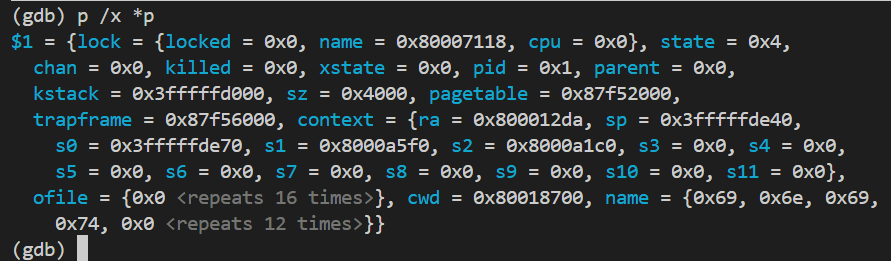 (gdb) p /x *p
$1 = {lock = {locked = 0x0, name = 0x80007118, cpu = 0x0}, state = 0x4,
chan = 0x0, killed = 0x0, xstate = 0x0, pid = 0x1, parent = 0x0,
kstack = 0x3fffffd000, sz = 0x4000, pagetable = 0x87f52000,
trapframe = 0x87f56000, context = {ra = 0x800012da, sp = 0x3fffffde40,
s0 = 0x3fffffde70, s1 = 0x8000a5f0, s2 = 0x8000a1c0, s3 = 0x0, s4 = 0x0,
s5 = 0x0, s6 = 0x0, s7 = 0x0, s8 = 0x0, s9 = 0x0, s10 = 0x0, s11 = 0x0},
ofile = {0x0 <repeats 16 times>}, cwd = 0x80018700, name = {0x69, 0x6e, 0x69,
0x74, 0x0 <repeats 12 times>}}
(gdb)